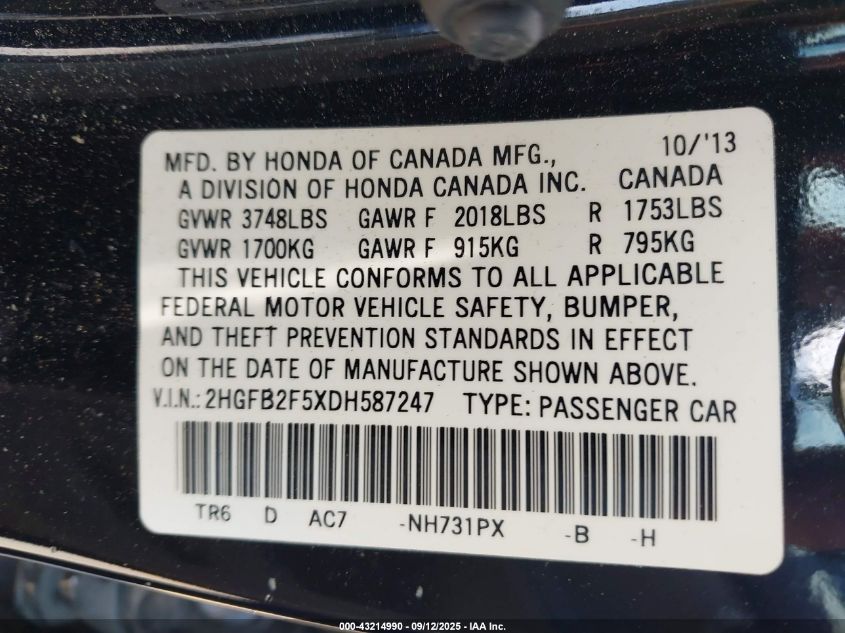 MFD. BY HONDA OF CANADA MFG., 10/'13
A DIVISION OF HONDA CANADA INC. CANADA
GVWR 3748LBS GAWR F 2018LBS R 1753LBS
GVWR 1700KG GAWR F 915KG R 795KG
THIS VEHICLE CONFORMS TO ALL APPLICABLE
FEDERAL MOTOR VEHICLE SAFETY, BUMPER,
AND THEFT PREVENTION STANDARDS IN EFFECT
ON THE DATE OF MANUFACTURE SHOWN ABOVE.
V.I.N.: 2HGFB2F5XDH587247 TYPE: PASSENGER CAR
TR6 D AC7 -NH731PX -B -H
000-43214990 - 09/12/2025 - IAA Inc.